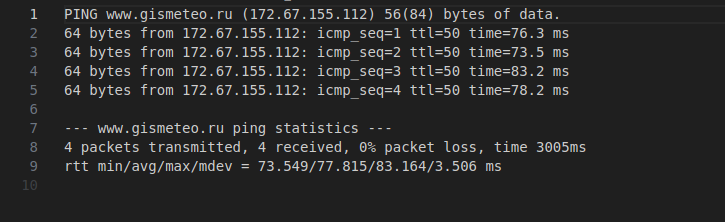 1 PING www.gismeteo.ru (172.67.155.112) 56(84) bytes of data.
2 64 bytes from 172.67.155.112: icmp_seq=1 ttl=50 time=76.3 ms
3 64 bytes from 172.67.155.112: icmp_seq=2 ttl=50 time=73.5 ms
4 64 bytes from 172.67.155.112: icmp_seq=3 ttl=50 time=83.2 ms
5 64 bytes from 172.67.155.112: icmp_seq=4 ttl=50 time=78.2 ms
6
7 --- www.gismeteo.ru ping statistics ---
8 4 packets transmitted, 4 received, 0% packet loss, time 3005ms
9 rtt min/avg/max/mdev = 73.549/77.815/83.164/3.506 ms
10